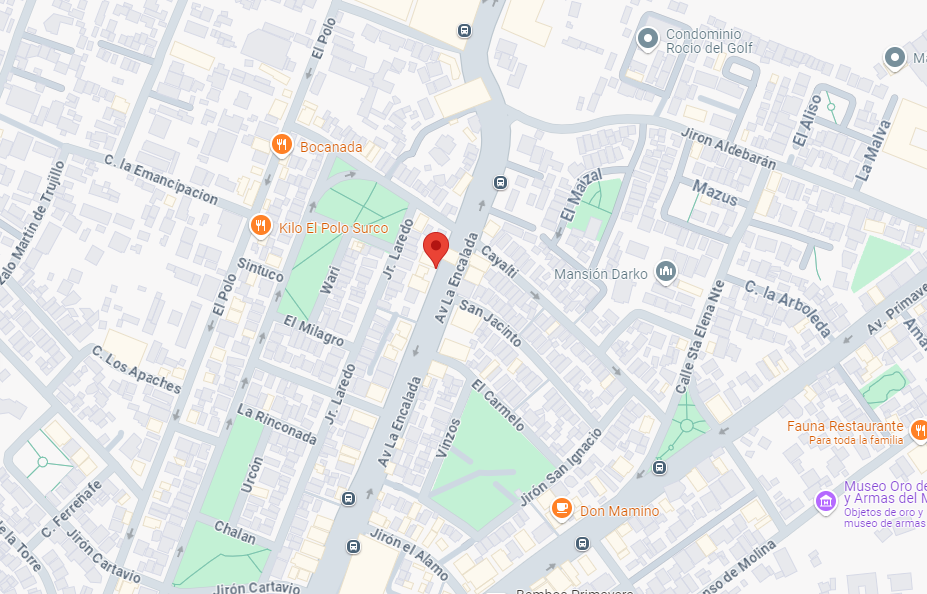 El Polo
Condominio
Rocio del Golf
El Aliso
La Malva
Jiron Aldebarán
Bocanada
C. la Emancipacion
Mazus
El Maizal
Kilo El Polo Surco
Jr. Laredo
Sintuco
Wari
Av La Encalada
Cayalti
Mansión Darko
C. la Arboleda
Calle Sta Elena Nte
El Polo
San Jacinto
El Milagro
C. Los Apaches
Jr. Laredo
El Carmelo
Av La Encalada
La Rinconada
Vinzos
Fauna Restaurante
Para toda la familia
Urcón
Jirón San Ignacio
Museo Oro de
y Armas del M
Objetos de oro y
museo de armas
Don Mamino
C. Ferreñafe
Chalan
Jirón Cartavio
Jirón el Alamo
Jirón Cartavio